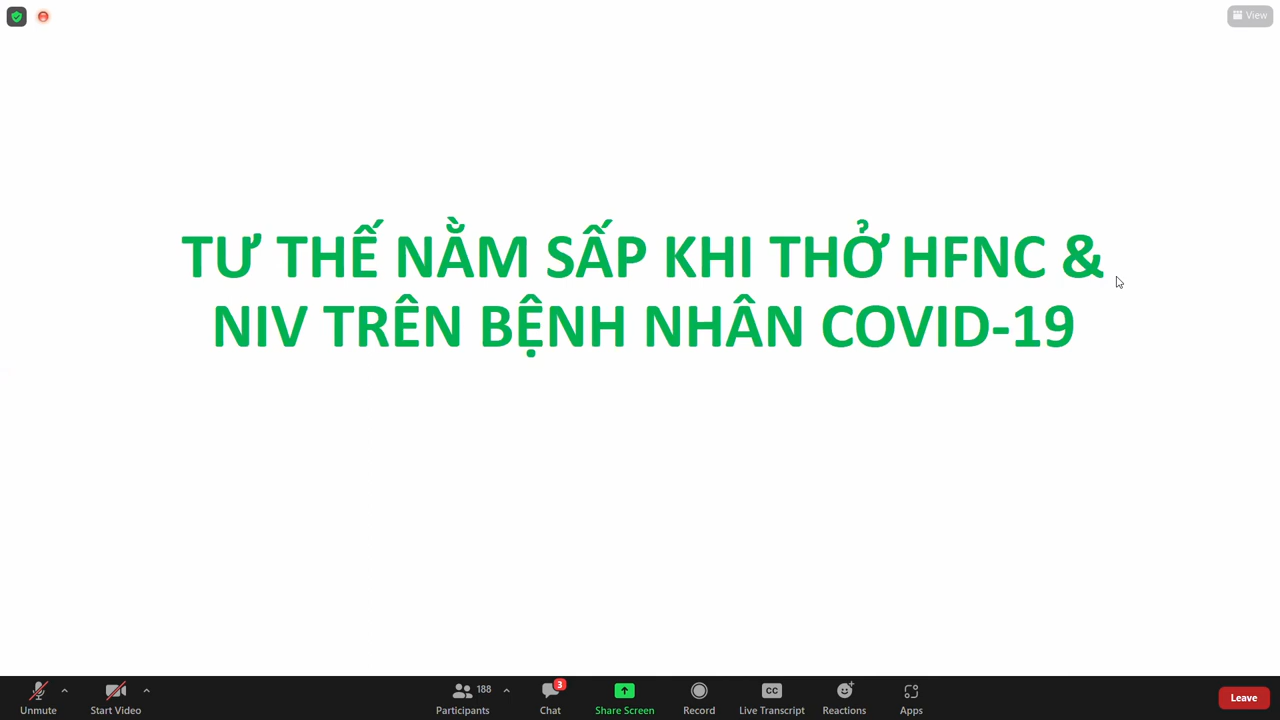 View
TƯ THẾ NẰM SẤP KHI THỞ HFNC &
NIV TRÊN BỆNH NHÂN COVID-19
188
3
CC
Unmute
Start Video
Participants
Chat
Share Screen
Record
Live Transcript
Reactions
Apps
Leave